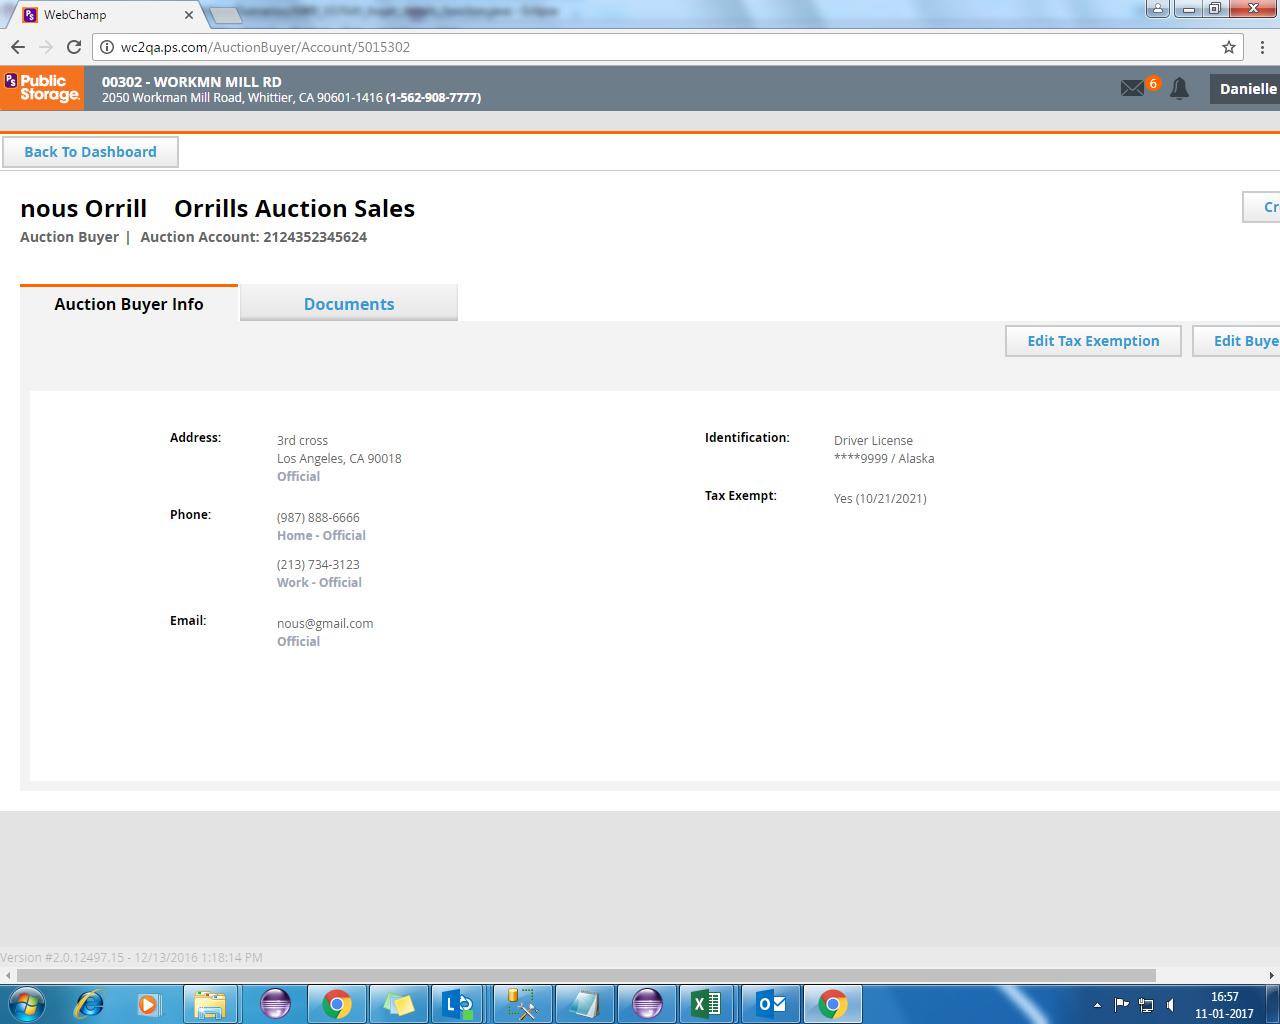 WebChamp
wc2qa.ps.com/AuctionBuyer/Account/5015302
PS Public Storage.
00302 - WORKMN MILL RD
2050 Workman Mill Road, Whittier, CA 90601-1416 (1-562-908-7777)
6
Danielle
Back To Dashboard
nous Orrill Orrills Auction Sales
Cr
Auction Buyer | Auction Account: 2124352345624
Auction Buyer Info
Documents
Edit Tax Exemption
Edit Buye
Address:
3rd cross
Los Angeles, CA 90018
Official
Phone:
(987) 888-6666
Home - Official
(213) 734-3123
Work - Official
Email:
nous@gmail.com
Official
Identification:
Driver License
****9999 / Alaska
Tax Exempt:
Yes (10/21/2021)
Version #2.0.12497.15 - 12/13/2016 1:18:14 PM
16:57
11-01-2017